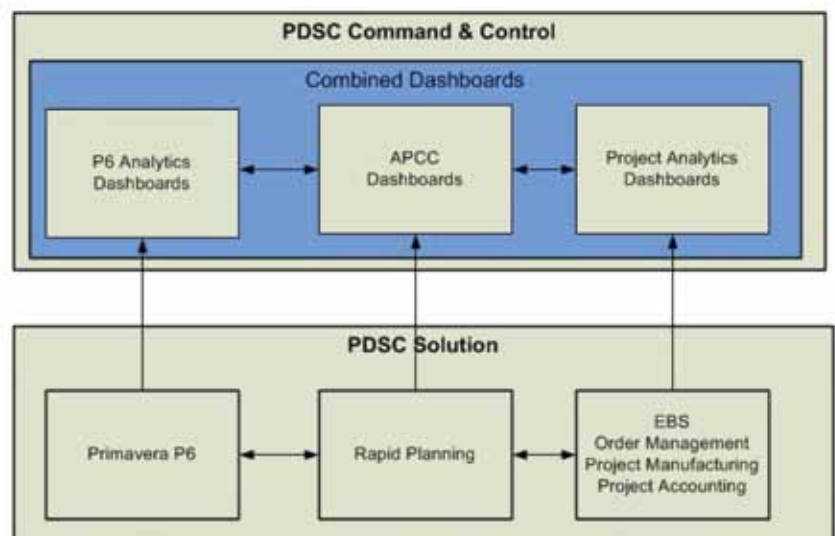 PDSC Command & Control
Combined Dashboards
P6 Analytics
Dashboards
APCC
Dashboards
Project Analytics
Dashboards
PDSC Solution
Primavera P6
Rapid Planning
EBS
Order Management
Project Manufacturing
Project Accounting